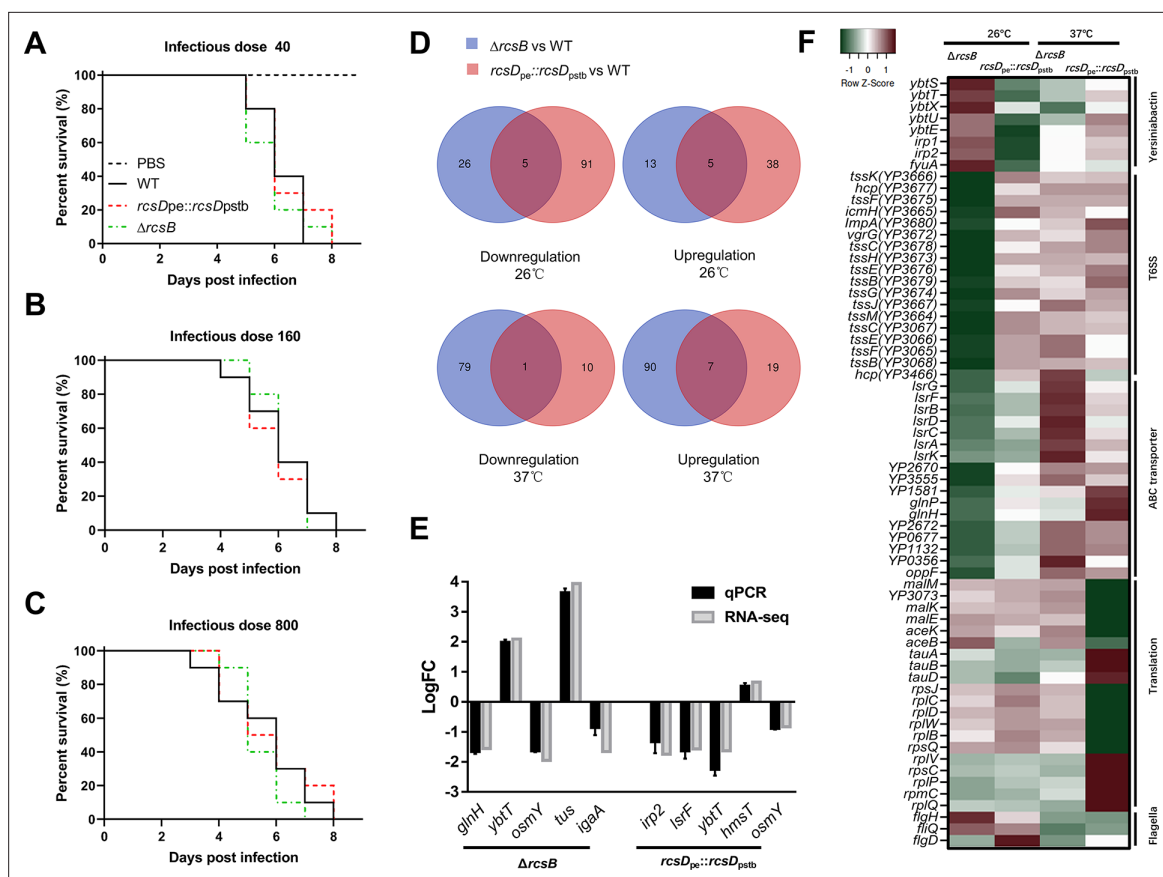 A
Infectious dose 40
Percent survival (%)
100
80
60
40
20
0
0 2 4 6 8
Days post infection
PBS
WT
rcsDpe::rcsDpstb
ΔrcsB
B
Infectious dose 160
Percent survival (%)
100
80
60
40
20
0
0 2 4 6 8
Days post infection
C
Infectious dose 800
Percent survival (%)
100
80
60
40
20
0
0 2 4 6 8
Days post infection
D
ΔrcsB vs WT
rcsDpe::rcsDpstb vs WT
26 5 91
Downregulation
26℃
13 5 38
Upregulation
26℃
79 1 10
Downregulation
37℃
90 7 19
Upregulation
37℃
E
LogFC
4
3
2
1
0
-1
-2
-3
qPCR
RNA-seq
glnH ybtT osmY tus igaA irp2 lsrF ybtT hmsT osmY
ΔrcsB rcsDpe::rcsDpstb
F
-1 0 1
Row Z-Score
26°C 37°C
ΔrcsB rcsDpe::rcsDpstb ΔrcsB rcsDpe::rcsDpstb
ybtS
ybtT
ybtX
ybtU
ybtE
irp1
irp2
fyuA
tssK(YP3666)
hcp(YP3677)
tssF(YP3675)
icmH(YP3665)
ImpA(YP3680)
vgrG(YP3672)
tssC(YP3678)
tssH(YP3673)
tssE(YP3676)
tssB(YP3679)
tssG(YP3674)
tssJ(YP3667)
tssM(YP3664)
tssC(YP3067)
tssE(YP3066)
tssF(YP3065)
tssB(YP3068)
hcp(YP3466)
lsrG
lsrF
lsrB
lsrD
lsrC
lsrA
lsrK
YP2670
YP3555
YP1581
glnP
glnH
YP2672
YP0677
YP1132
YP0356
oppF
malM
YP3073
malK
malE
aceK
aceB
tauA
tauB
tauD
rpsJ
rplC
rplD
rplW
rplB
rpsQ
rplV
rpsC
rplP
rpmC
rplQ
flgH
fliQ
flgD
Yersiniabactin
T6SS
ABC transporter
Translation
Flagella